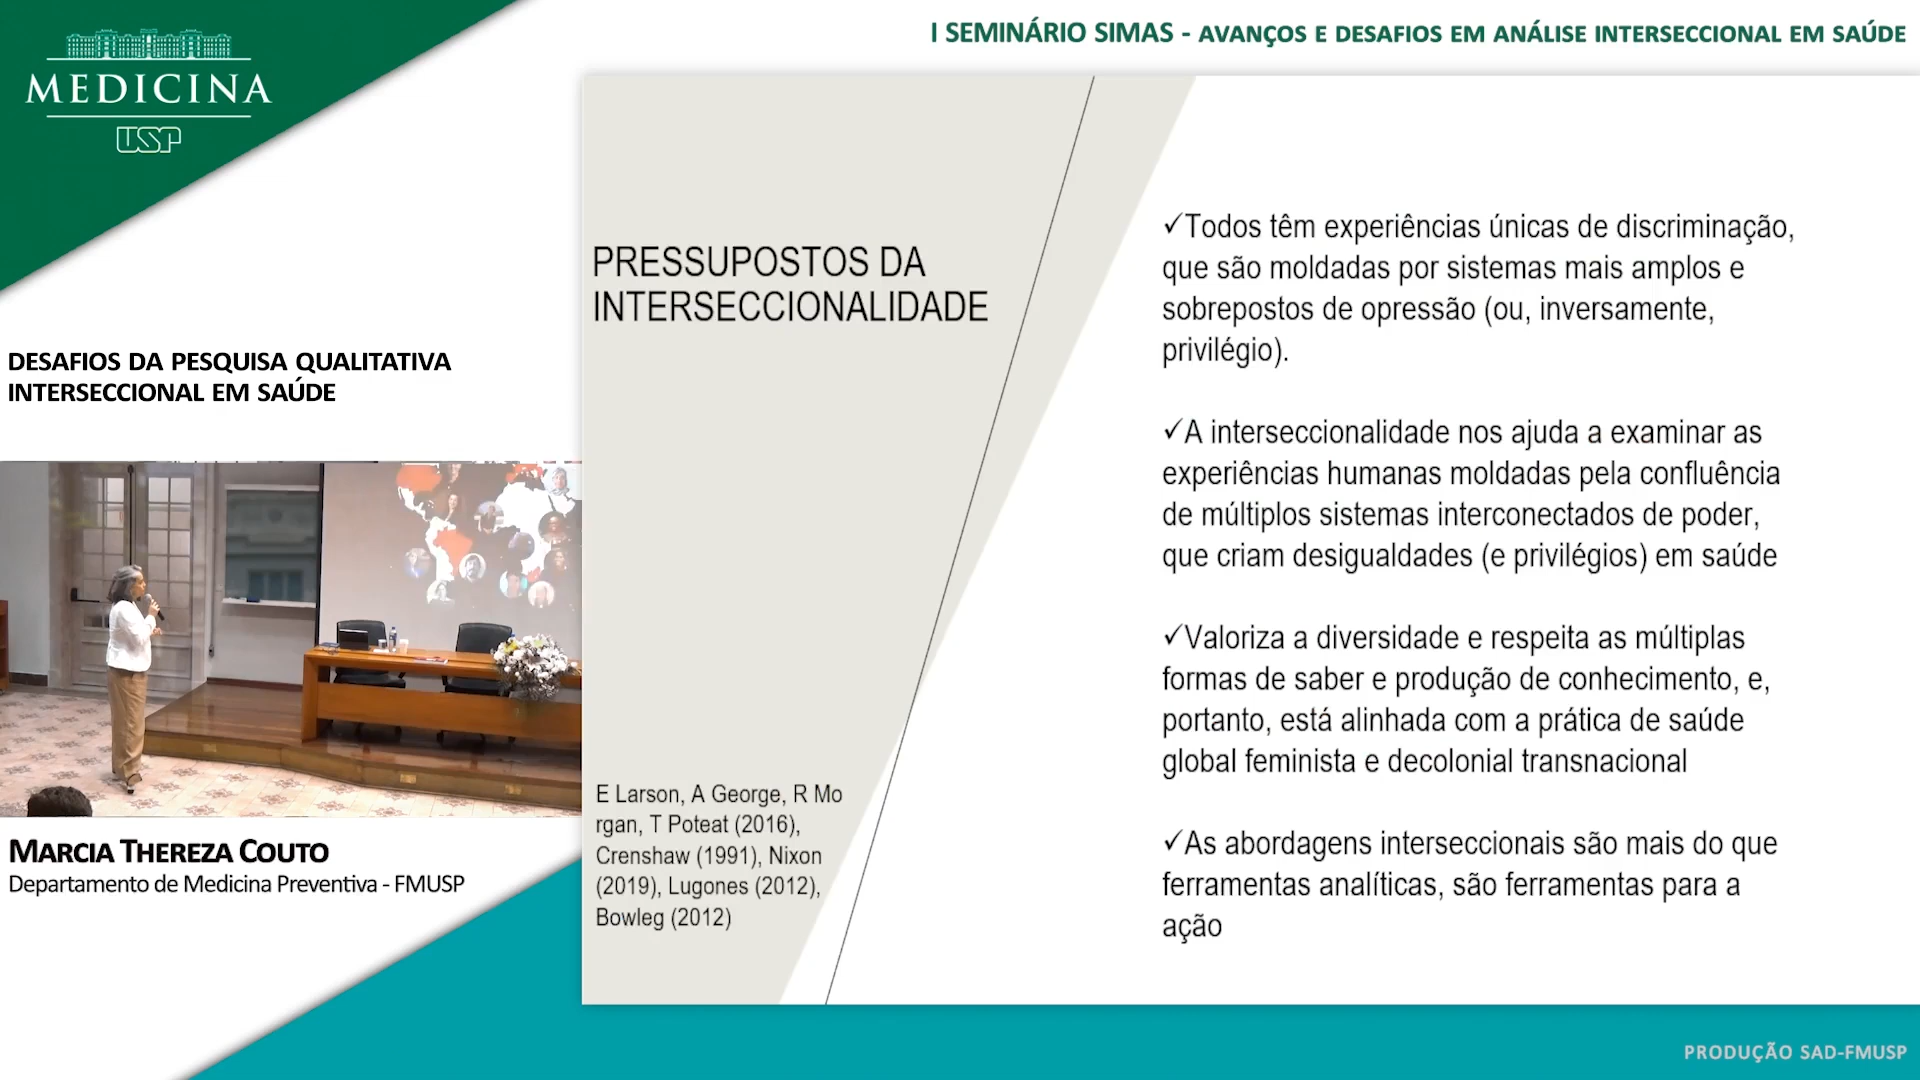 MEDICINA
USP
I SEMINÁRIO SIMAS - AVANÇOS E DESAFIOS EM ANÁLISE INTERSECCIONAL EM SAÚDE
DESAFIOS DA PESQUISA QUALITATIVA
INTERSECCIONAL EM SAÚDE
MARCIA THEREZA COUTO
Departamento de Medicina Preventiva - FMUSP
PRESSUPOSTOS DA
INTERSECCIONALIDADE
E Larson, A George, R Mo
rgan, T Poteat (2016),
Crenshaw (1991), Nixon
(2019), Lugones (2012),
Bowleg (2012)
✓Todos têm experiências únicas de discriminação,
que são moldadas por sistemas mais amplos e
sobrepostos de opressão (ou, inversamente,
privilégio).
✓A interseccionalidade nos ajuda a examinar as
experiências humanas moldadas pela confluência
de múltiplos sistemas interconectados de poder,
que criam desigualdades (e privilégios) em saúde
✓Valoriza a diversidade e respeita as múltiplas
formas de saber e produção de conhecimento, e,
portanto, está alinhada com a prática de saúde
global feminista e decolonial transnacional
✓As abordagens interseccionais são mais do que
ferramentas analíticas, são ferramentas para a
ação
PRODUÇÃO SAD-FMUSP